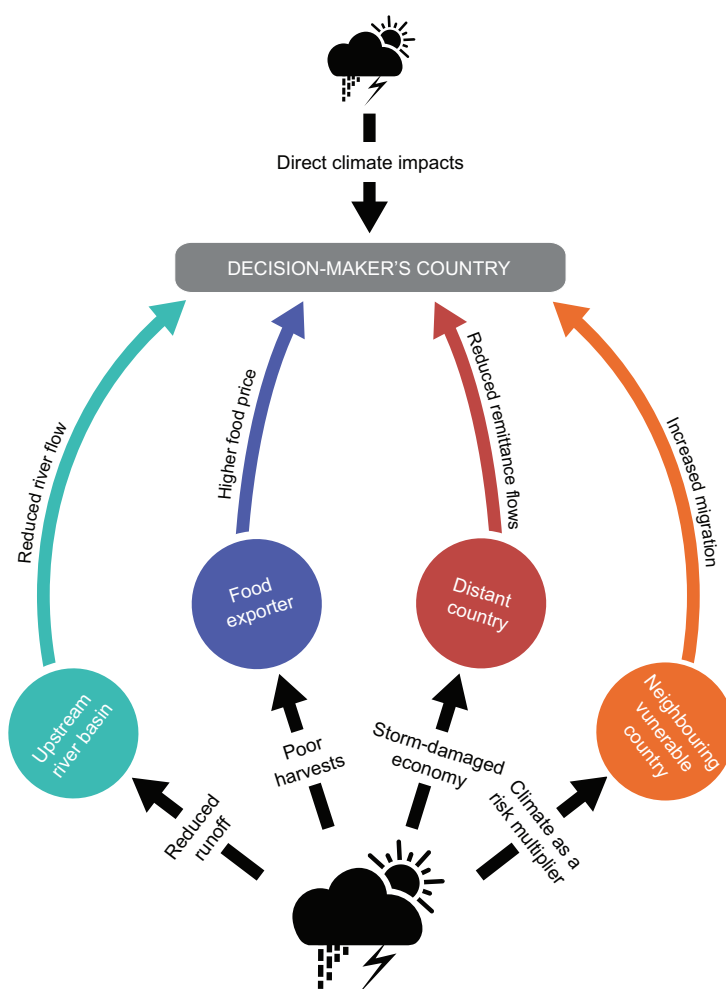 Direct climate impacts
DECISION-MAKER'S COUNTRY
Reduced river flow
Higher food price
Reduced remittance flows
Increased migration
Food
exporter
Distant
country
Upstream
river basin
Neighbouring
vunerable
country
Poor
harvests
Storm-damaged
economy
Reduced
runoff
Climate as a
risk multiplier